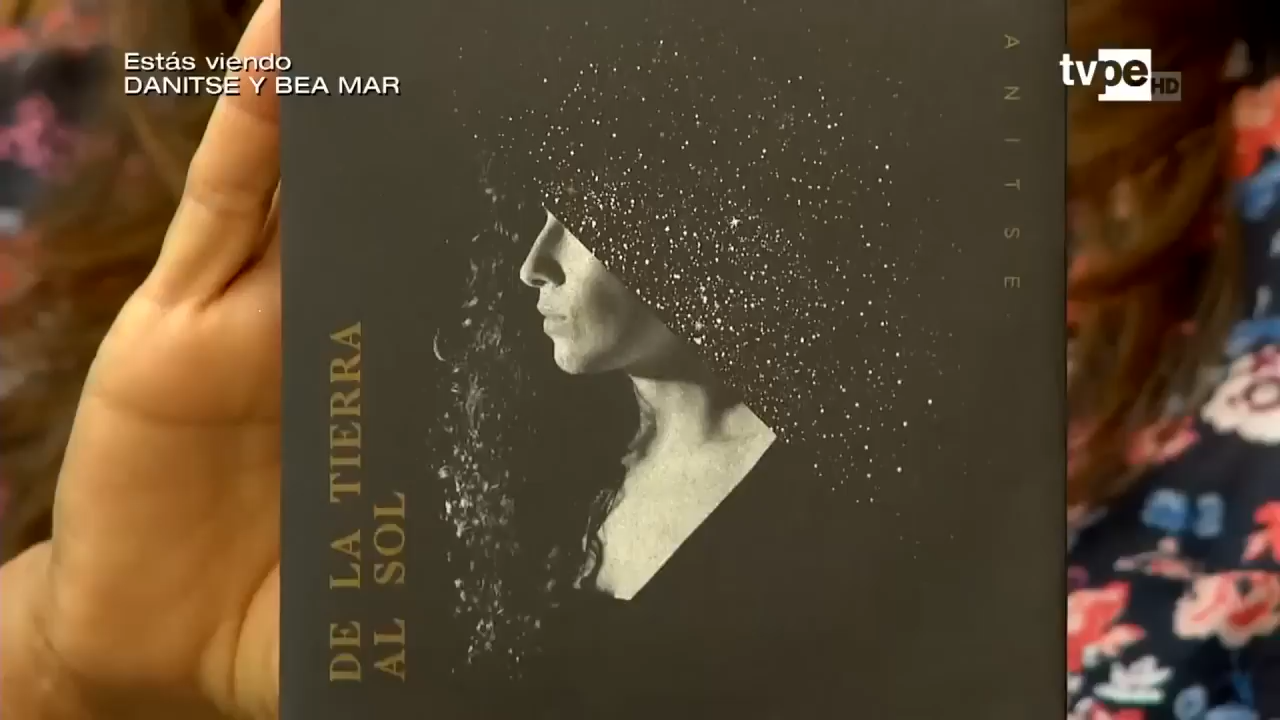 Estás viendo
DANITSE Y BEA MAR
tvpe HD
ANITSE
DE LA TIERRA
AL SOL